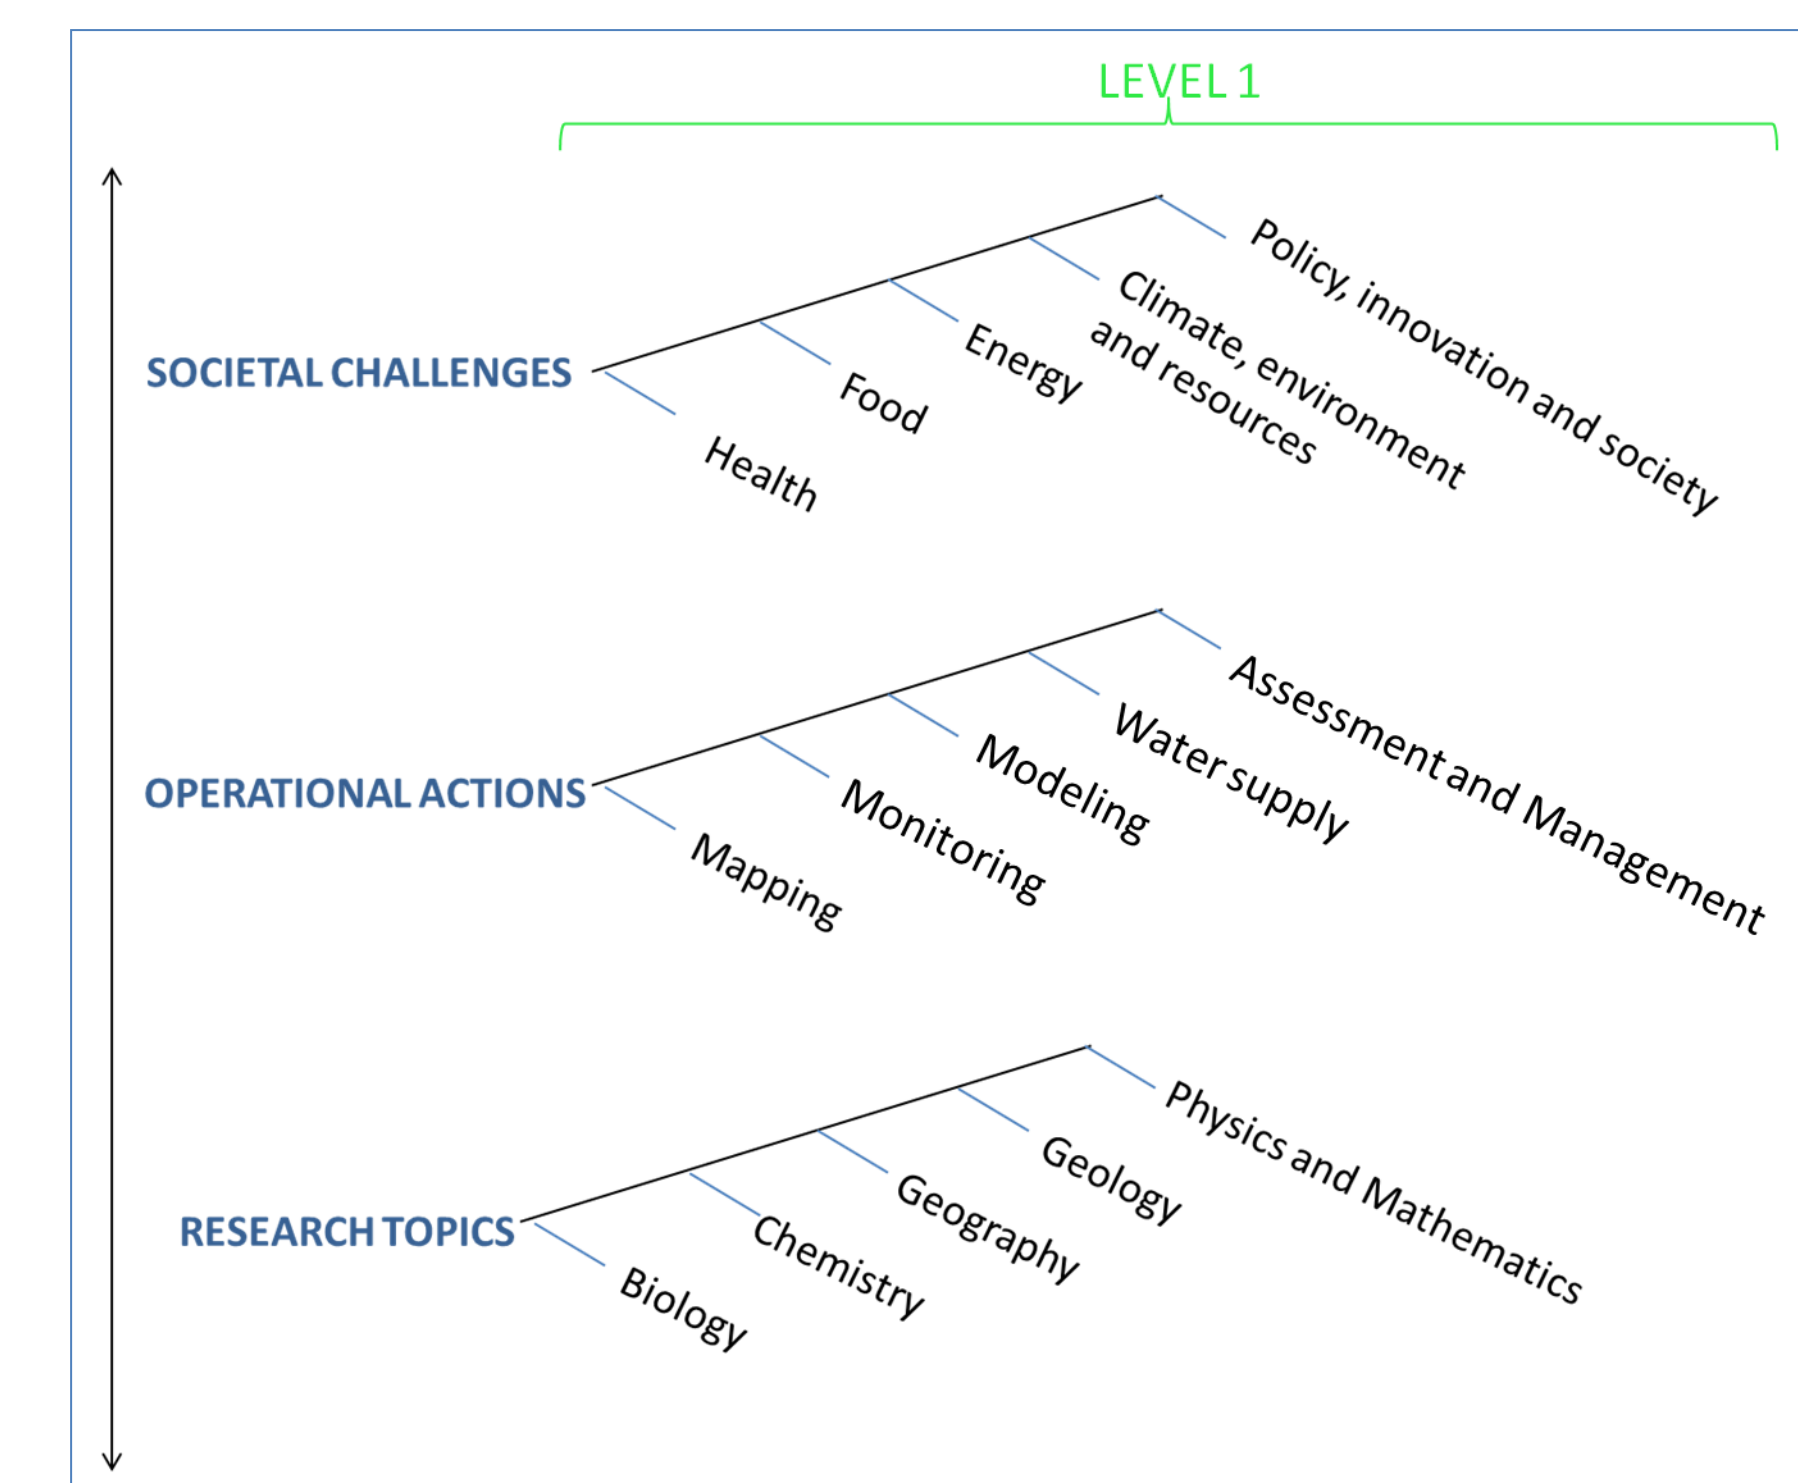 LEVEL 1
SOCIETAL CHALLENGES
Health
Food
Energy
Climate, environment
and resources
Policy, innovation and society
OPERATIONAL ACTIONS
Mapping
Monitoring
Modeling
Water supply
Assessment and Management
RESEARCH TOPICS
Biology
Chemistry
Geography
Geology
Physics and Mathematics